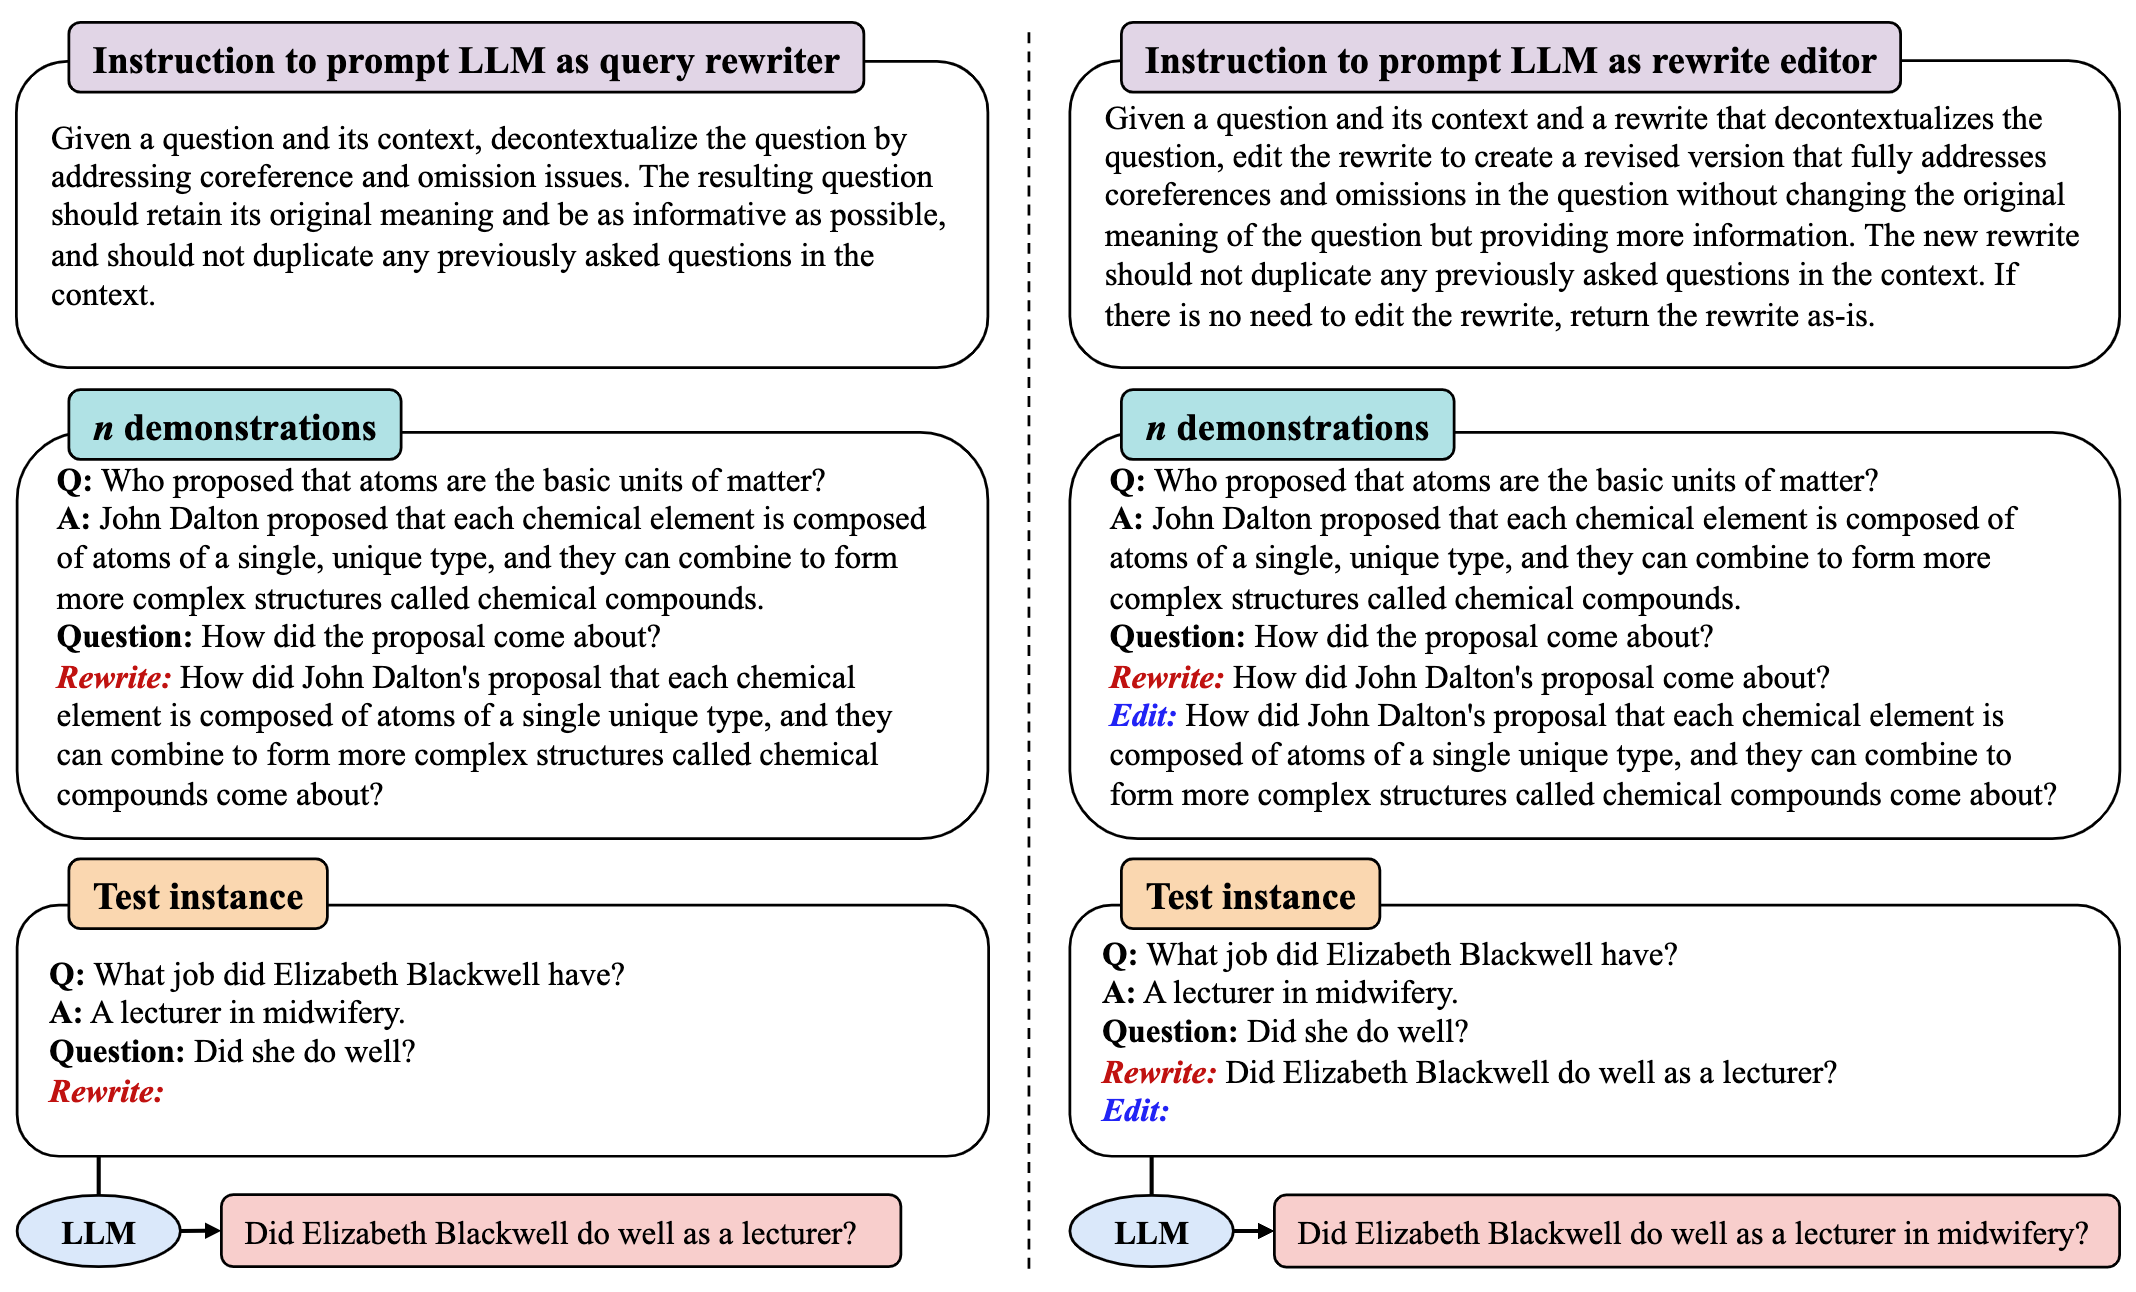 Instruction to prompt LLM as query rewriter
Given a question and its context, decontextualize the question by
addressing coreference and omission issues. The resulting question
should retain its original meaning and be as informative as possible,
and should not duplicate any previously asked questions in the
context.
n demonstrations
Q: Who proposed that atoms are the basic units of matter?
A: John Dalton proposed that each chemical element is composed
of atoms of a single, unique type, and they can combine to form
more complex structures called chemical compounds.
Question: How did the proposal come about?
Rewrite: How did John Dalton's proposal that each chemical
element is composed of atoms of a single unique type, and they
can combine to form more complex structures called chemical
compounds come about?
Test instance
Q: What job did Elizabeth Blackwell have?
A: A lecturer in midwifery.
Question: Did she do well?
Rewrite:
LLM
Did Elizabeth Blackwell do well as a lecturer?
Instruction to prompt LLM as rewrite editor
Given a question and its context and a rewrite that decontextualizes the
question, edit the rewrite to create a revised version that fully addresses
coreferences and omissions in the question without changing the original
meaning of the question but providing more information. The new rewrite
should not duplicate any previously asked questions in the context. If
there is no need to edit the rewrite, return the rewrite as-is.
n demonstrations
Q: Who proposed that atoms are the basic units of matter?
A: John Dalton proposed that each chemical element is composed of
atoms of a single, unique type, and they can combine to form more
complex structures called chemical compounds.
Question: How did the proposal come about?
Rewrite: How did John Dalton's proposal come about?
Edit: How did John Dalton's proposal that each chemical element is
composed of atoms of a single unique type, and they can combine to
form more complex structures called chemical compounds come about?
Test instance
Q: What job did Elizabeth Blackwell have?
A: A lecturer in midwifery.
Question: Did she do well?
Rewrite: Did Elizabeth Blackwell do well as a lecturer?
Edit:
LLM
Did Elizabeth Blackwell do well as a lecturer in midwifery?